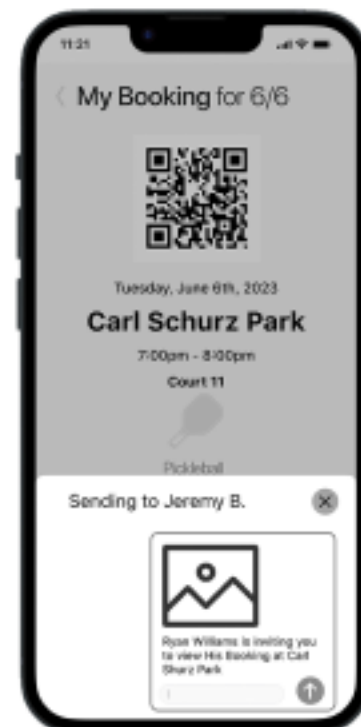 11:21
My Booking for 6/6
Tuesday, June 6th, 2023
Carl Schurz Park
7:00pm - 8:00pm
Court 11
Pickleball
Sending to Jeremy B.
Ryan Williams is inviting you
to view His Booking at Carl
Shurz Park